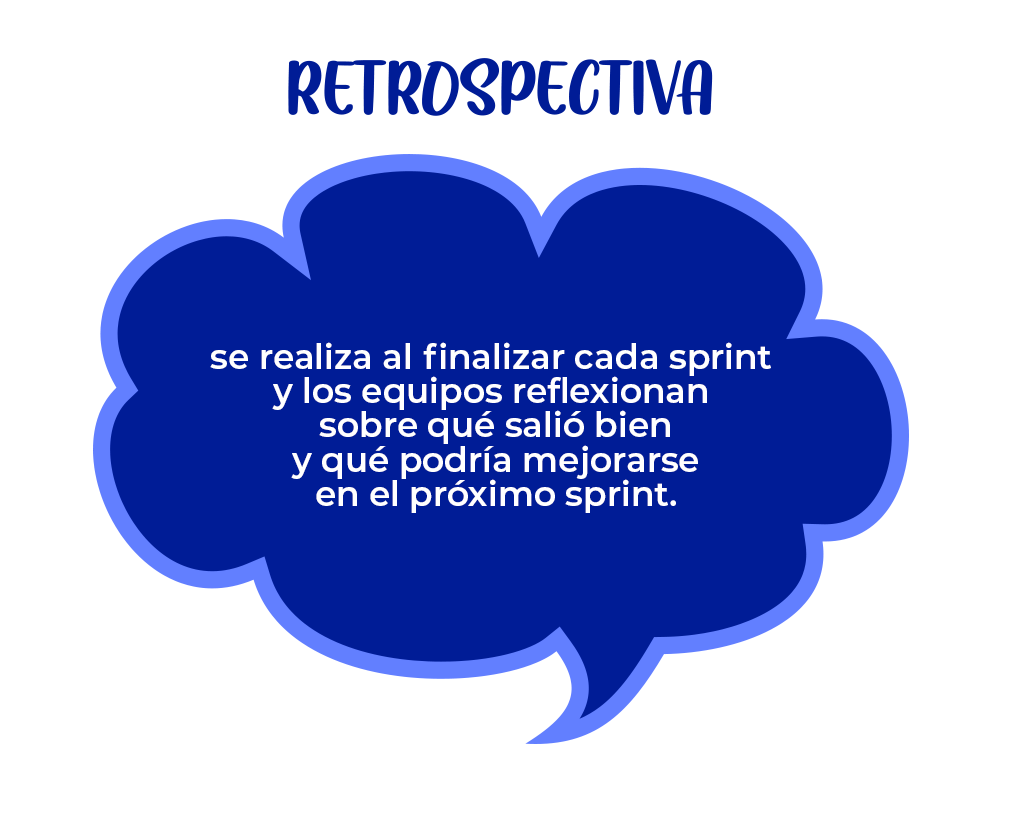 RETROSPECTIVA
se realiza al finalizar cada sprint
y los equipos reflexionan
sobre qué salió bien
y qué podría mejorarse
en el próximo sprint.